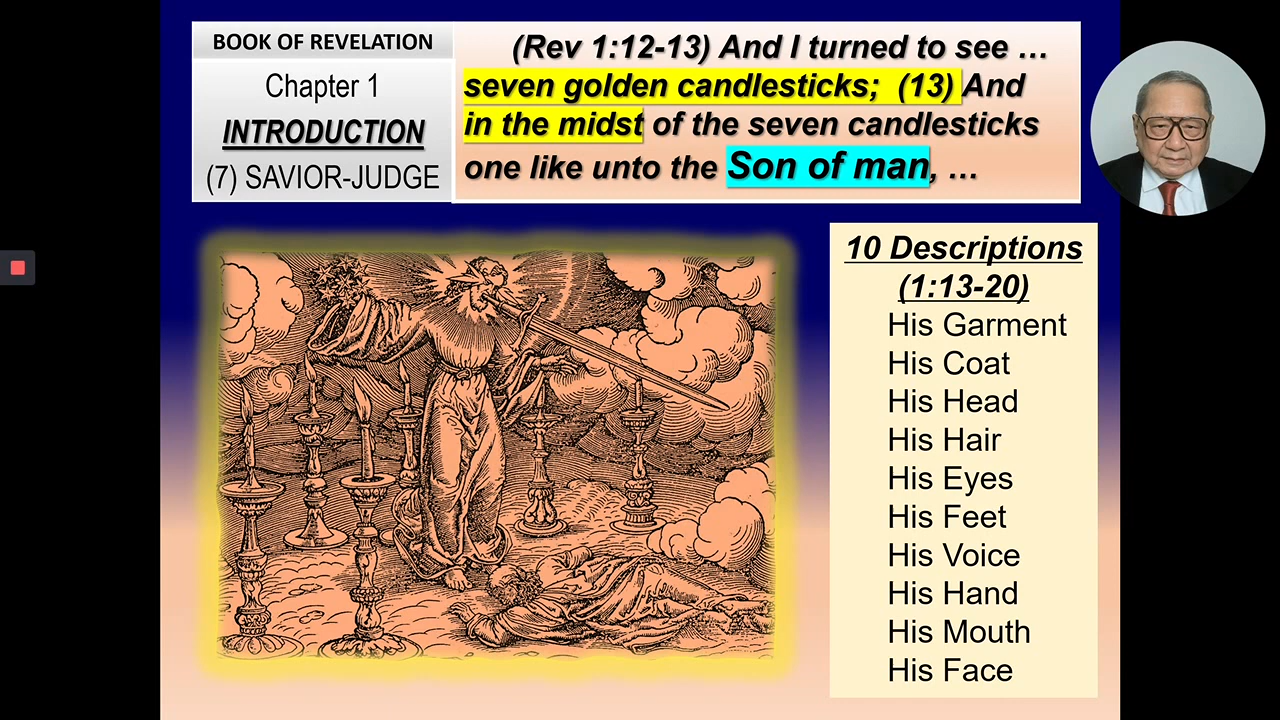 BOOK OF REVELATION
Chapter 1
INTRODUCTION
(7) SAVIOR-JUDGE
(Rev 1:12-13) And I turned to see …
seven golden candlesticks; (13) And
in the midst of the seven candlesticks
one like unto the Son of man, …
10 Descriptions
(1:13-20)
His Garment
His Coat
His Head
His Hair
His Eyes
His Feet
His Voice
His Hand
His Mouth
His Face